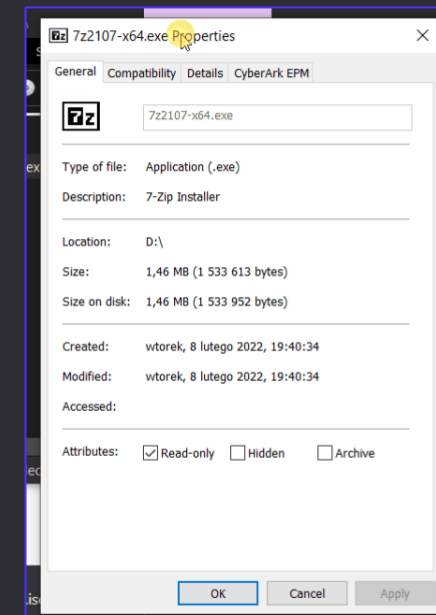 7z 7z2107-x64.exe Properties
General Compatibility Details CyberArk EPM
7z 7z2107-x64.exe
Type of file: Application (.exe)
Description: 7-Zip Installer
Location: D:\
Size: 1,46 MB (1 533 613 bytes)
Size on disk: 1,46 MB (1 533 952 bytes)
Created: wtorek, 8 lutego 2022, 19:40:34
Modified: wtorek, 8 lutego 2022, 19:40:34
Accessed:
Attributes: Read-only Hidden Archive
OK Cancel Apply